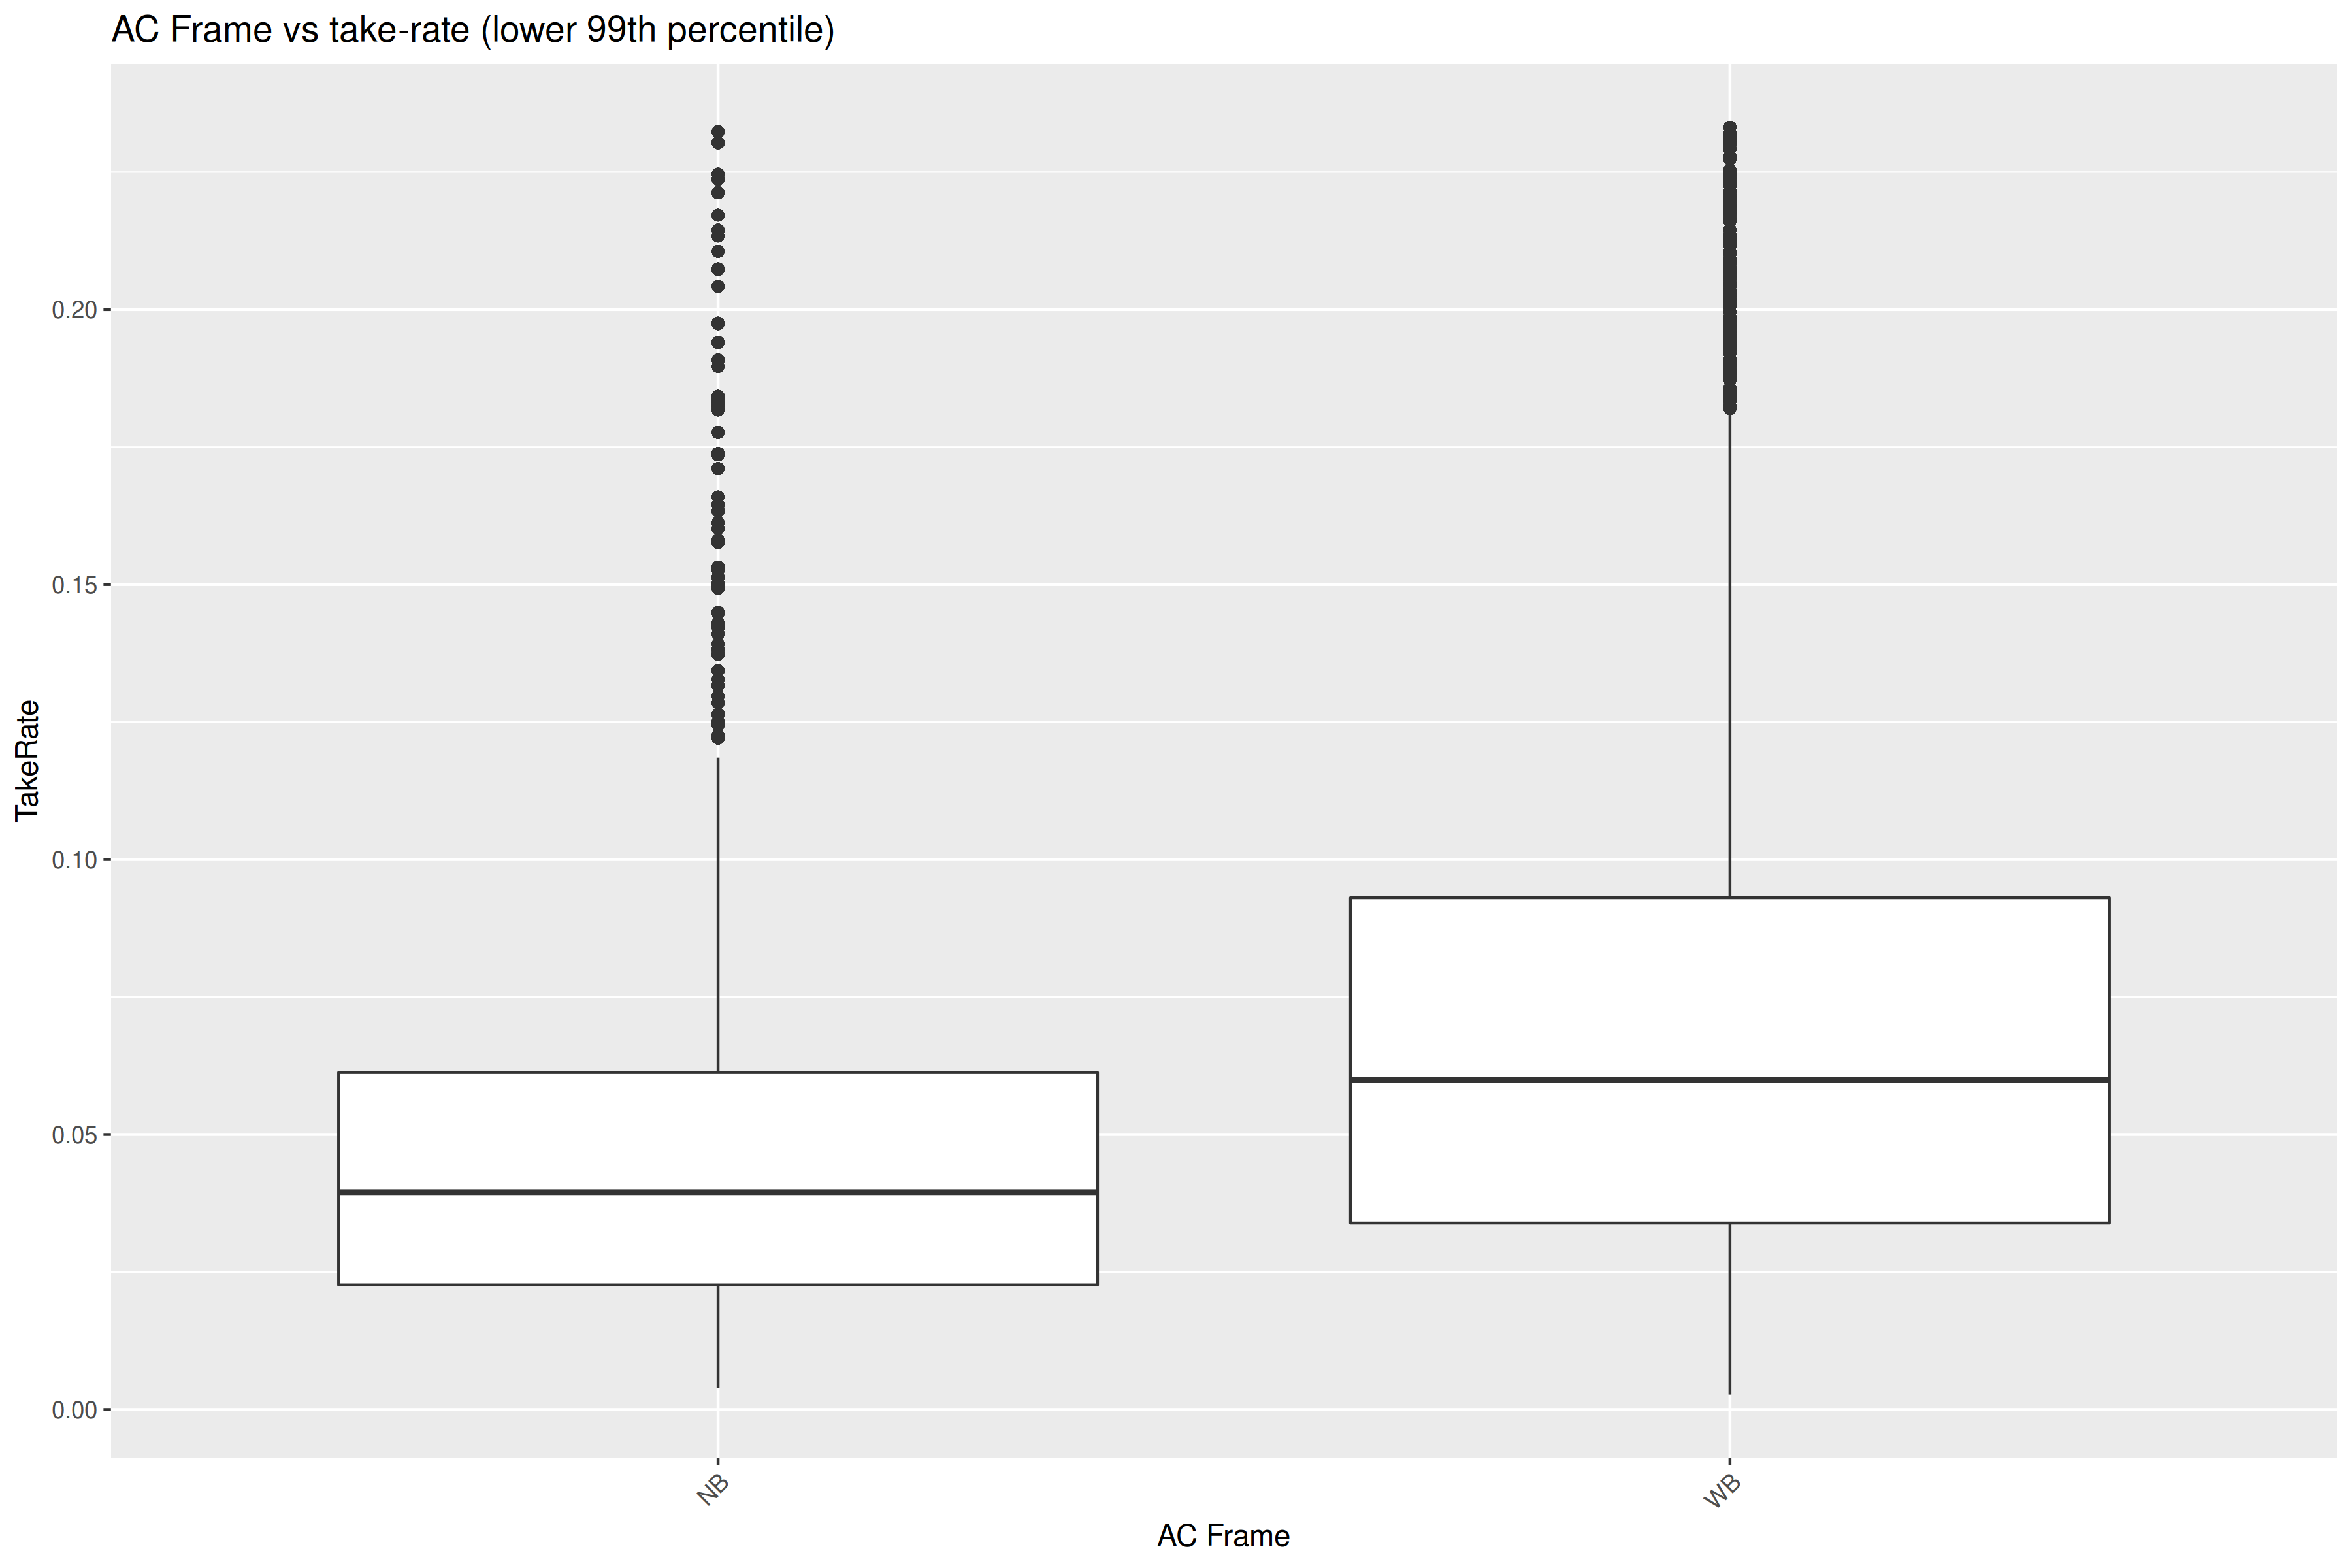 AC Frame vs take-rate (lower 99th percentile)
TakeRate
0.20
0.15
0.10
0.05
0.00
NB
WB
AC Frame